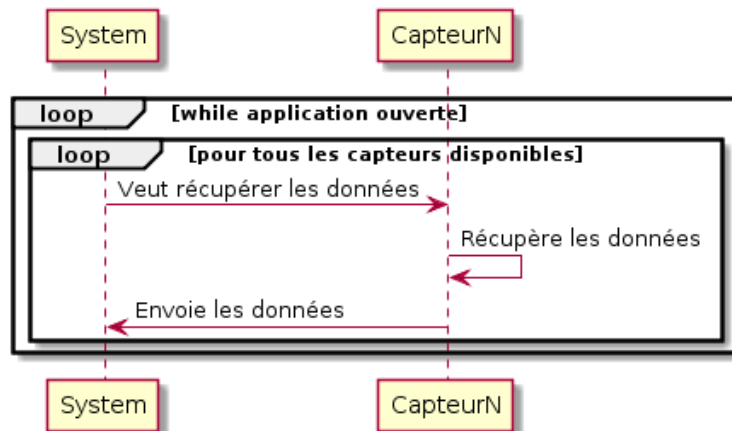 System CapteurN
loop [while application ouverte]
loop [pour tous les capteurs disponibles]
Veut récupérer les données
Récupère les données
Envoie les données
System CapteurN